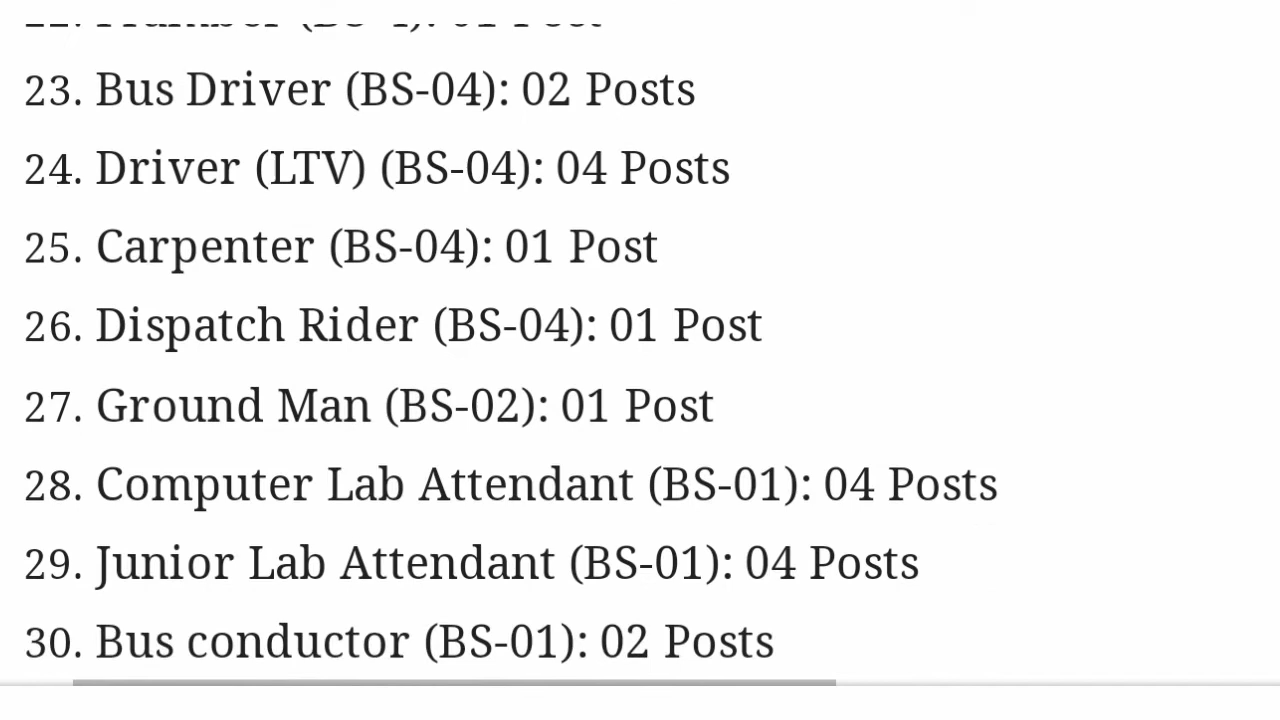 23. Bus Driver (BS-04): 02 Posts
24. Driver (LTV) (BS-04): 04 Posts
25. Carpenter (BS-04): 01 Post
26. Dispatch Rider (BS-04): 01 Post
27. Ground Man (BS-02): 01 Post
28. Computer Lab Attendant (BS-01): 04 Posts
29. Junior Lab Attendant (BS-01): 04 Posts
30. Bus conductor (BS-01): 02 Posts